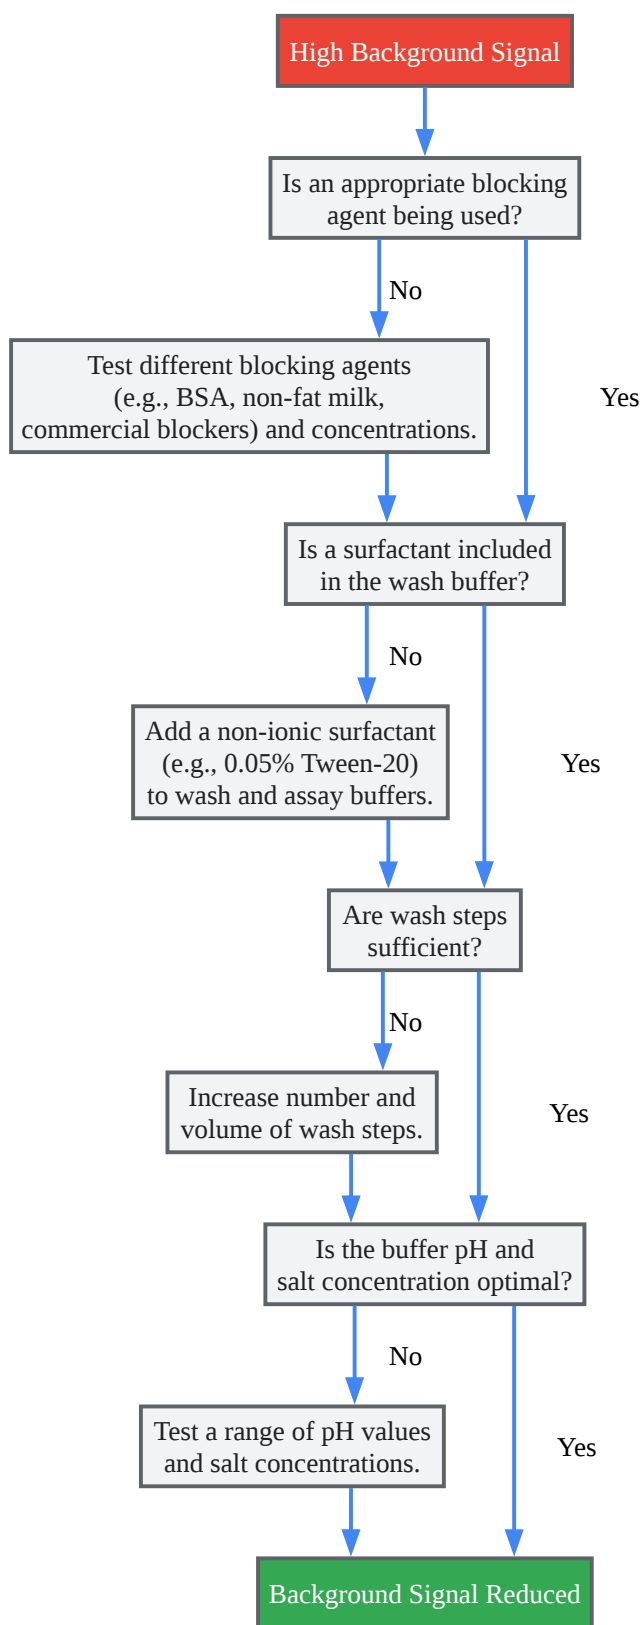 High Background Signal
Is an appropriate blocking
agent being used?
No
Test different blocking agents
(e.g., BSA, non-fat milk,
commercial blockers) and concentrations.
Yes
Is a surfactant included
in the wash buffer?
No
Add a non-ionic surfactant
(e.g., 0.05% Tween-20)
to wash and assay buffers.
Yes
Are wash steps
sufficient?
No
Increase number and
volume of wash steps.
Yes
Is the buffer pH and
salt concentration optimal?
No
Test a range of pH values
and salt concentrations.
Yes
Background Signal Reduced